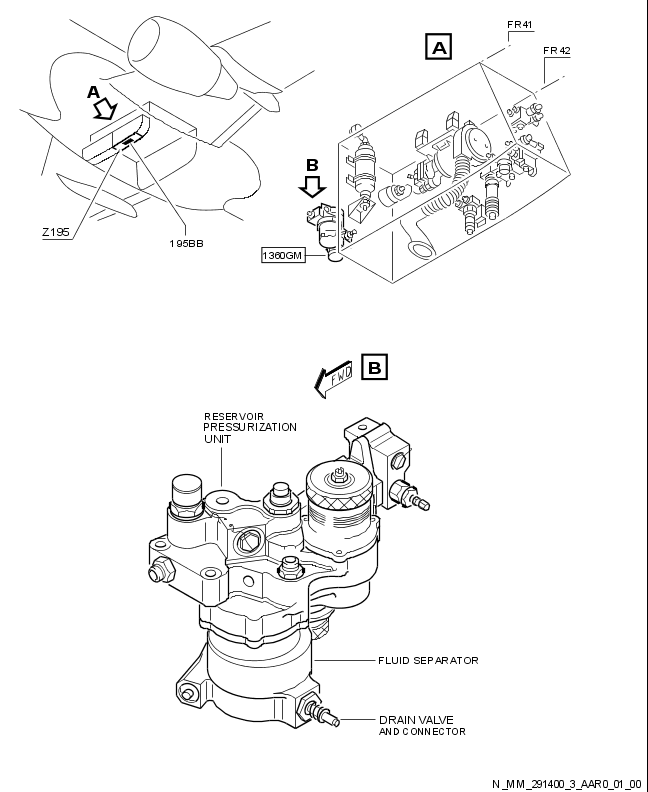 FR41
A
FR42
A
B
Z195
195BB
1360GM
FWD
B
RESERVOIR
PRESSURIZATION
UNIT
FLUID SEPARATOR
DRAIN VALVE
AND CONNECTOR
N_MM_291400_3_AAR0_01_00